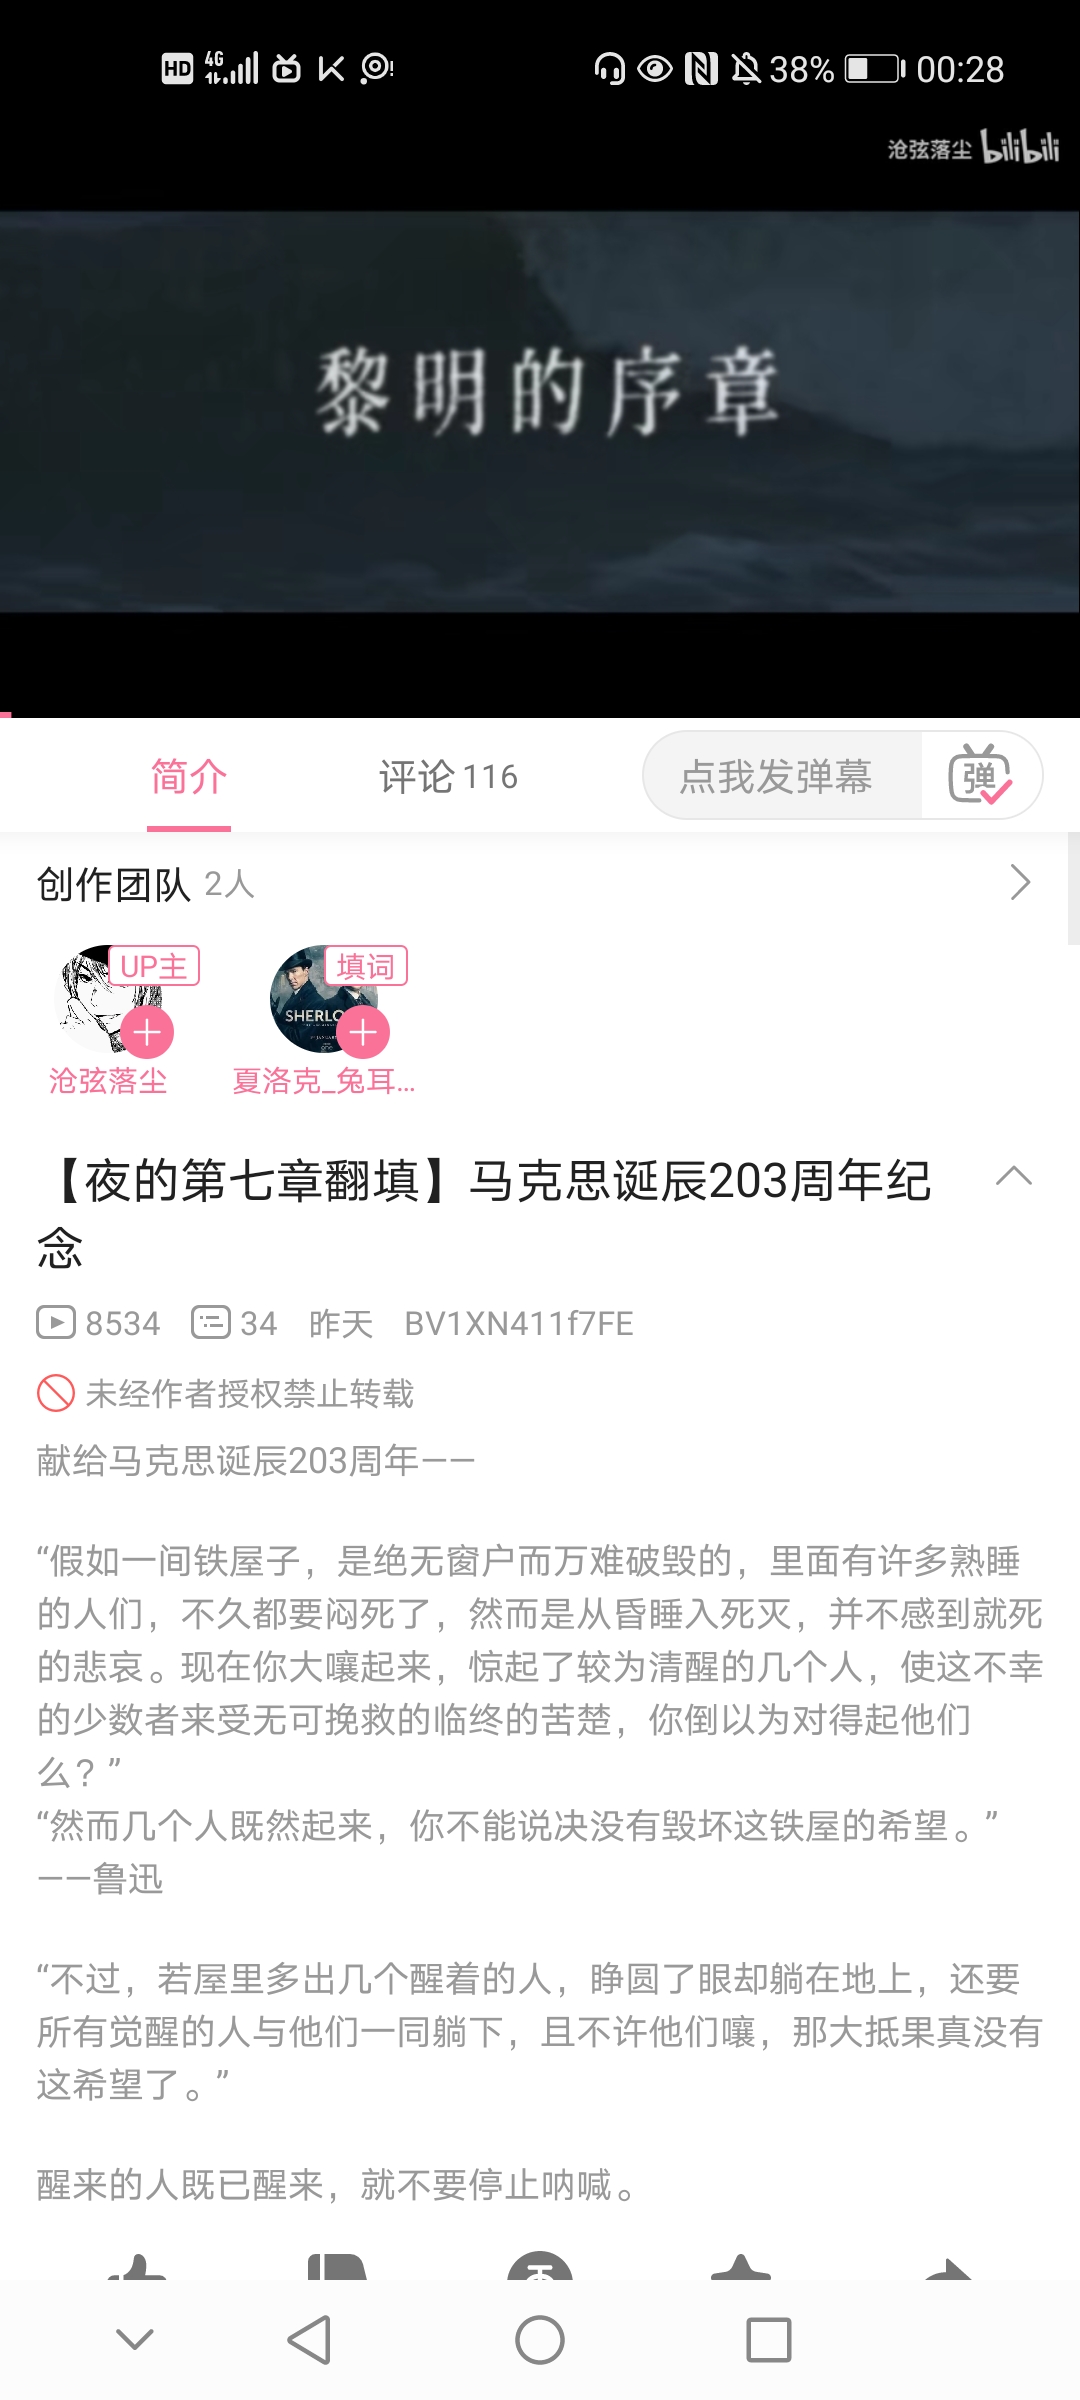 HD 4G 38% 00:28
沧弦落尘 bilibili
黎明的序章
简介 评论 116 点我发弹幕 弹
创作团队 2人
UP主 填词
SHERLO
沧弦落尘 夏洛克_兔耳...
【夜的第七章翻填】马克思诞辰203周年纪
念
8534 34 昨天 BV1XN411f7FE
未经作者授权禁止转载
献给马克思诞辰203周年——
“假如一间铁屋子，是绝无窗户而万难破毁的，里面有许多熟睡
的人们，不久都要闷死了，然而是从昏睡入死灭，并不感到就死
的悲哀。现在你大嚷起来，惊起了较为清醒的几个人，使这不幸
的少数者来受无可挽救的临终的苦楚，你倒以为对得起他们
么？”
“然而几个人既然起来，你不能说决没有毁坏这铁屋的希望。”
——鲁迅
“不过，若屋里多出几个醒着的人，睁圆了眼却躺在地上，还要
所有觉醒的人与他们一同躺下，且不许他们嚷，那大抵果真没有
这希望了。”
醒来的人既已醒来，就不要停止呐喊。